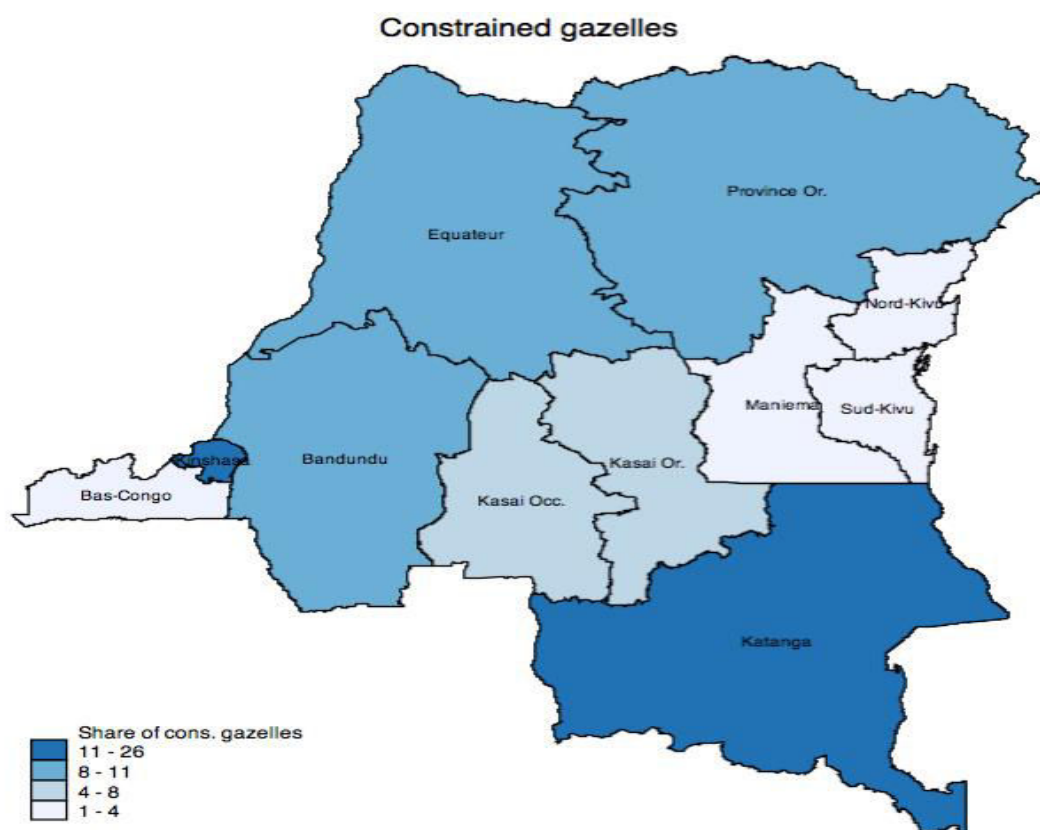 Constrained gazelles
Province Or.
Equateur
Nord-Kivu
Maniema
Sud-Kivu
Kinshasa
Bandundu
Kasai Or.
Bas-Congo
Kasai Occ.
Katanga
Share of cons. gazelles
11 - 26
8 - 11
4 - 8
1 - 4